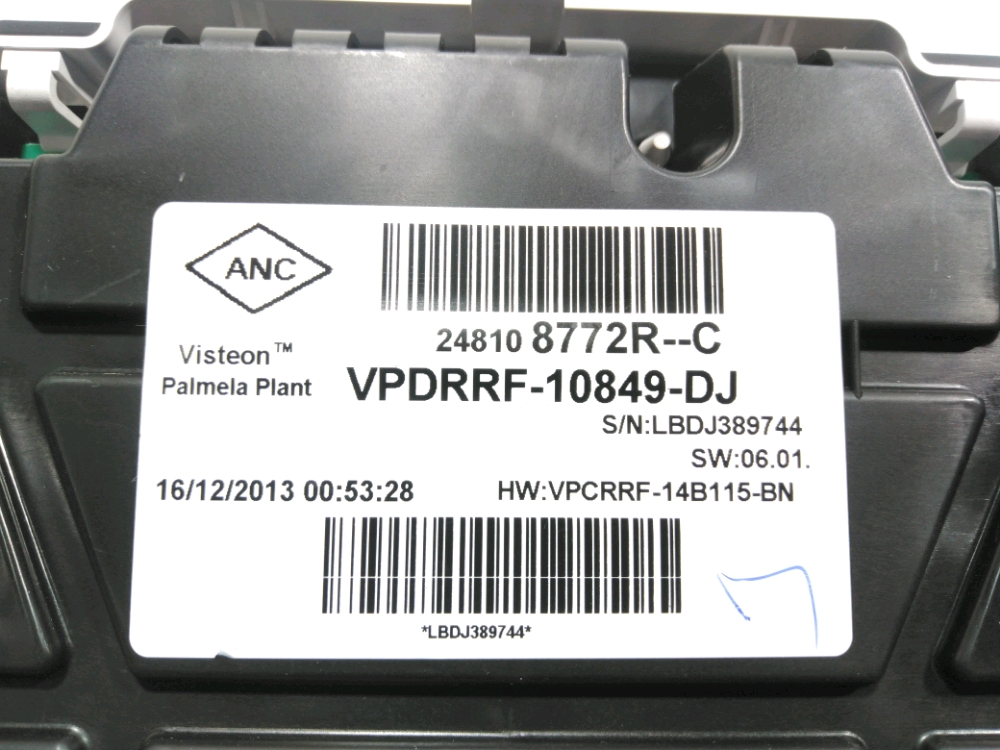 ANC
24810 8772R--C
Visteon™
Palmela Plant
VPDRRF-10849-DJ
S/N:LBDJ389744
SW:06.01.
16/12/2013 00:53:28
HW:VPCRRF-14B115-BN
*LBDJ389744*